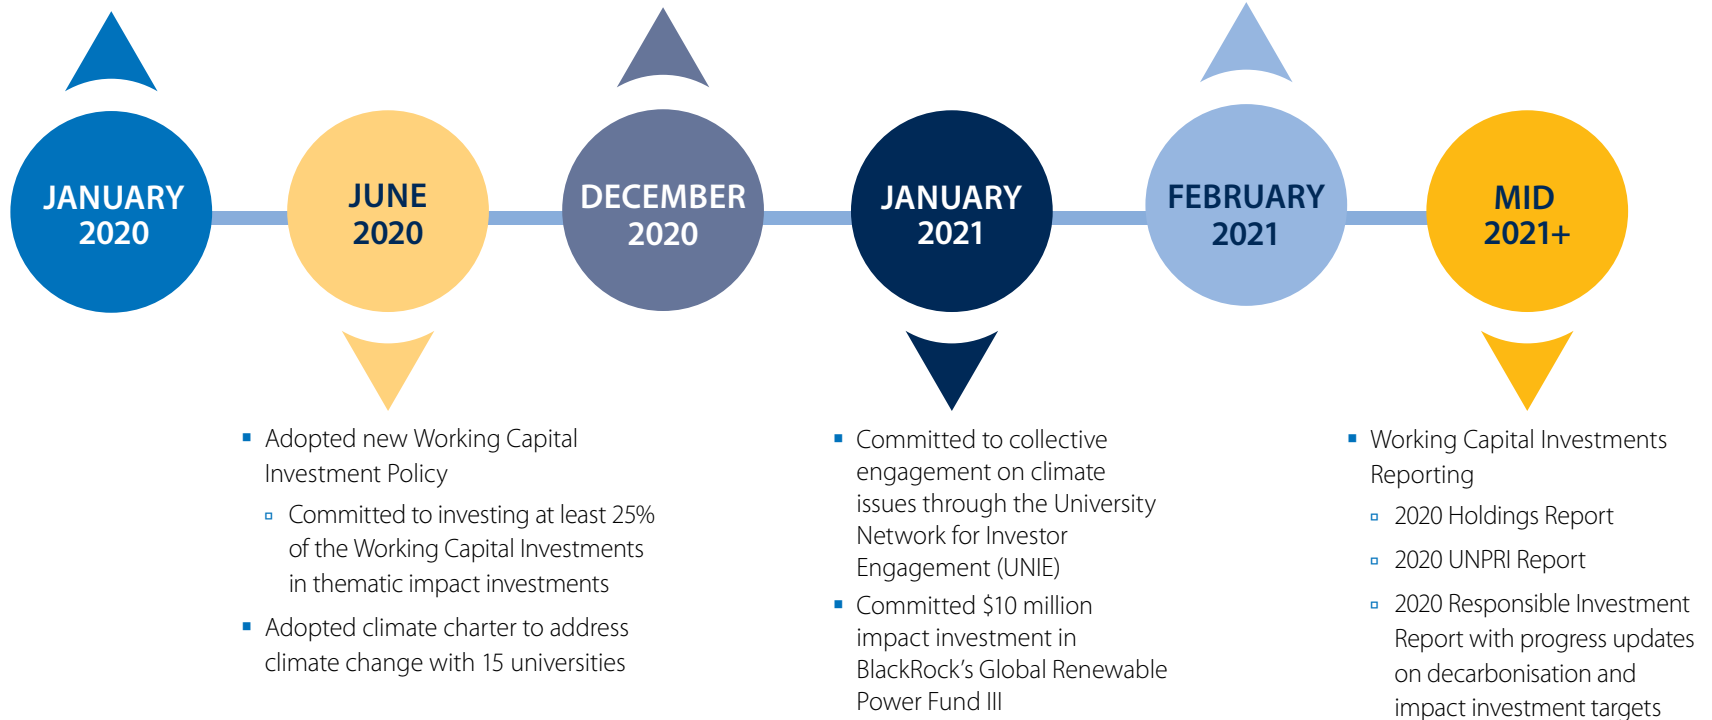 JANUARY
2020
JUNE
2020
DECEMBER
2020
JANUARY
2021
FEBRUARY
2021
MID
2021+
Adopted new Working Capital
Investment Policy
Committed to investing at least 25%
of the Working Capital Investments
in thematic impact investments
Adopted climate charter to address
climate change with 15 universities
Committed to collective
engagement on climate
issues through the University
Network for Investor
Engagement (UNIE)
Committed $10 million
impact investment in
BlackRock's Global Renewable
Power Fund III
Working Capital Investments
Reporting
2020 Holdings Report
2020 UNPRI Report
2020 Responsible Investment
Report with progress updates
on decarbonisation and
impact investment targets